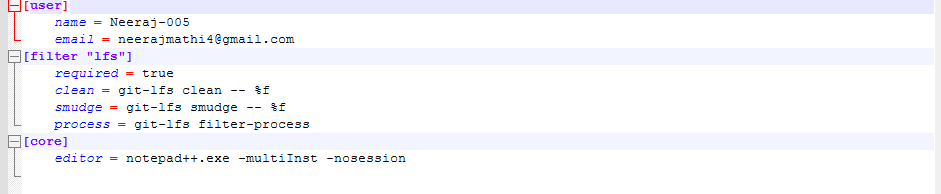 [user]
name = Neeraj-005
email = neerajmathi4@gmail.com
[filter "lfs"]
required = true
clean = git-lfs clean -- %f
smudge = git-lfs smudge -- %f
process = git-lfs filter-process
[core]
editor = notepad++.exe -multiInst -nosession